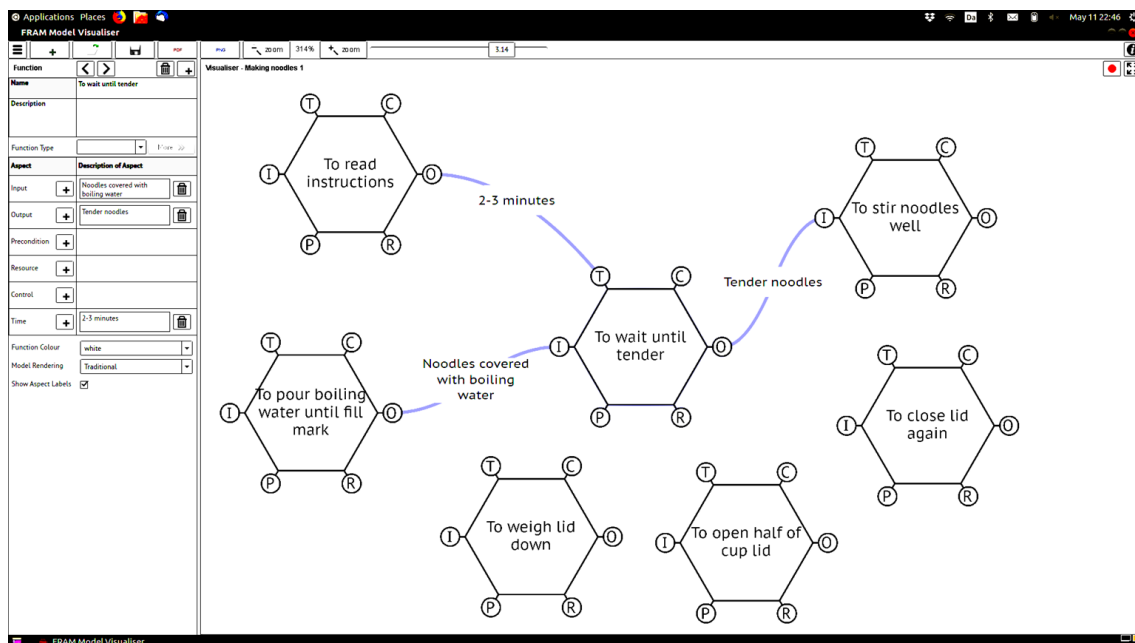 Applications Places
Da
May 11 22:46
FRAM Model Visualiser
PDF
PNG
zoom
314%
zoom
3.14
Function
Visualiser - Making noodles 1
Name
To wait until tender
Description
Function Type
More >>
Aspect
Description of Aspect
Input
Noodles covered with
boiling water
Output
Tender noodles
Precondition
Resource
Control
Time
2-3 minutes
Function Colour
white
Model Rendering
Traditional
Show Aspect Labels
T
C
I
To read
instructions
O
P
R
2-3 minutes
T
C
I
To stir noodles
well
O
P
R
T
C
I
To wait until
tender
O
P
R
Tender noodles
Noodles covered
with boiling
water
T
C
I
To pour boiling
water until fill
mark
O
P
R
T
C
I
To close lid
again
O
P
R
T
C
I
To weigh lid
down
O
P
R
T
C
I
To open half of
cup lid
O
P
R
FRAM Model Visualiser